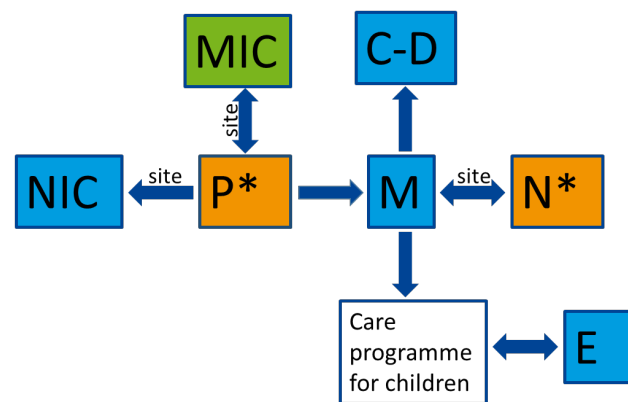 MIC
C-D
site
NIC
site
P*
M
site
N*
Care
programme
for children
E